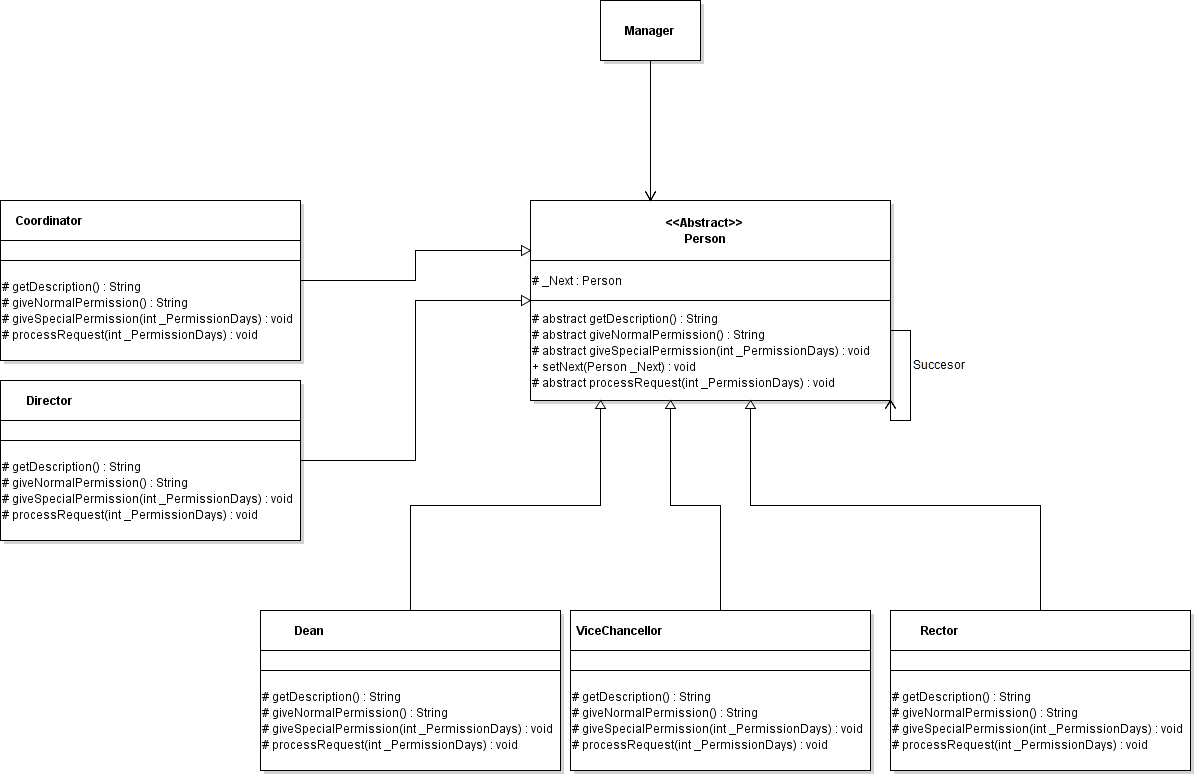 Manager
<<Abstract>>
Person
# _Next : Person
# abstract getDescription() : String
# abstract giveNormalPermission() : String
# abstract giveSpecialPermission(int _PermissionDays) : void
+ setNext(Person _Next) : void
# abstract processRequest(int _PermissionDays) : void
Succesor
Coordinator
# getDescription() : String
# giveNormalPermission() : String
# giveSpecialPermission(int _PermissionDays) : void
# processRequest(int _PermissionDays) : void
Director
# getDescription() : String
# giveNormalPermission() : String
# giveSpecialPermission(int _PermissionDays) : void
# processRequest(int _PermissionDays) : void
Dean
# getDescription() : String
# giveNormalPermission() : String
# giveSpecialPermission(int _PermissionDays) : void
# processRequest(int _PermissionDays) : void
ViceChancellor
# getDescription() : String
# giveNormalPermission() : String
# giveSpecialPermission(int _PermissionDays) : void
# processRequest(int _PermissionDays) : void
Rector
# getDescription() : String
# giveNormalPermission() : String
# giveSpecialPermission(int _PermissionDays) : void
# processRequest(int _PermissionDays) : void